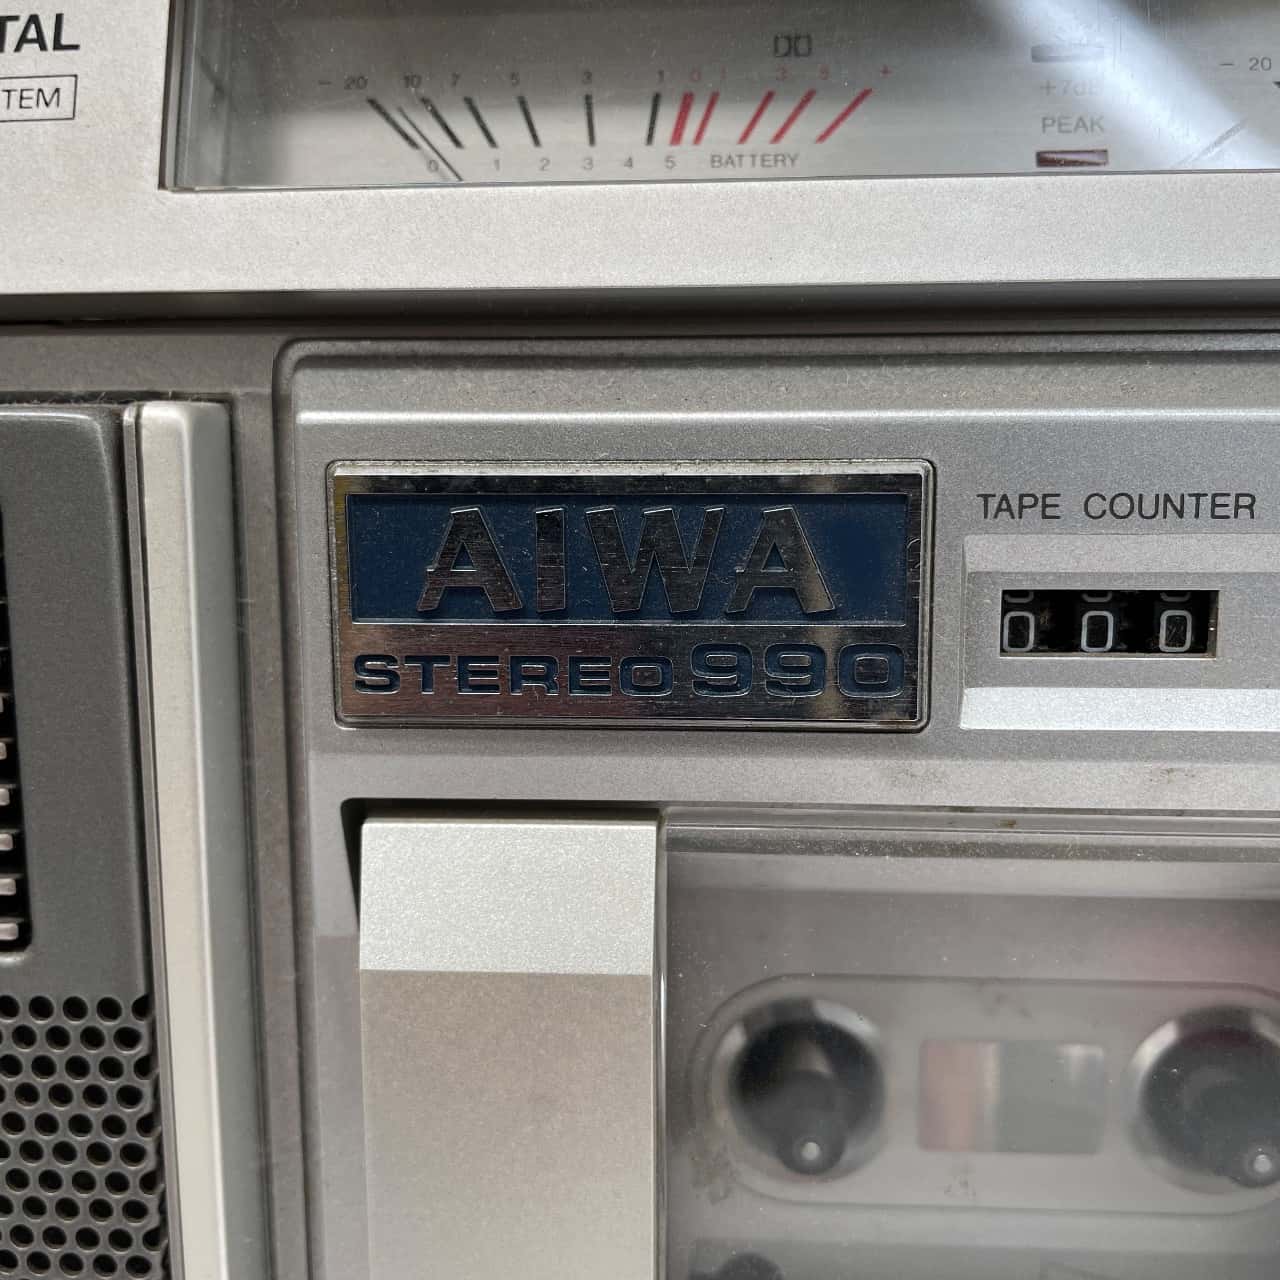 TAL
TEM
- 20 10 7 5 3 1 0 1 3 5 +
0 1 2 3 4 5 BATTERY
+7dB
PEAK
- 20
AIWA
STEREO 990
TAPE COUNTER
0 0 0